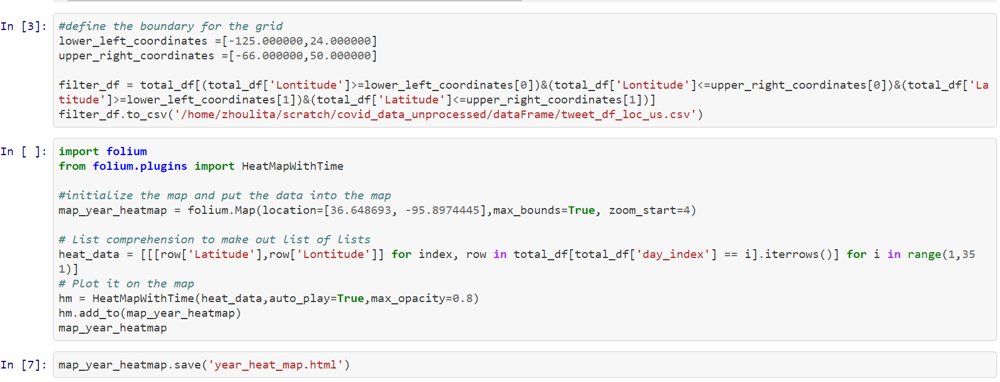 In [3]:
#define the boundary for the grid
lower_left_coordinates =[-125.000000,24.000000]
upper_right_coordinates =[-66.000000,50.000000]
filter_df = total_df[(total_df['Lontitude']>=lower_left_coordinates[0])&(total_df['Lontitude']<=upper_right_coordinates[0])&(total_df['La
titude']>=lower_left_coordinates[1])&(total_df['Latitude']<=upper_right_coordinates[1])]
filter_df.to_csv('/home/zhoulita/scratch/covid_data_unprocessed/dataFrame/tweet_df_loc_us.csv')
In [ ]:
import folium
from folium.plugins import HeatMapWithTime
#initialize the map and put the data into the map
map_year_heatmap = folium.Map(location=[36.648693, -95.8974445],max_bounds=True, zoom_start=4)
# List comprehension to make out list of lists
heat_data = [[[row['Latitude'],row['Lontitude']] for index, row in total_df[total_df['day_index'] == i].iterrows()] for i in range(1,35
1)]
# Plot it on the map
hm = HeatMapWithTime(heat_data,auto_play=True,max_opacity=0.8)
hm.add_to(map_year_heatmap)
map_year_heatmap
In [7]:
map_year_heatmap.save('year_heat_map.html')